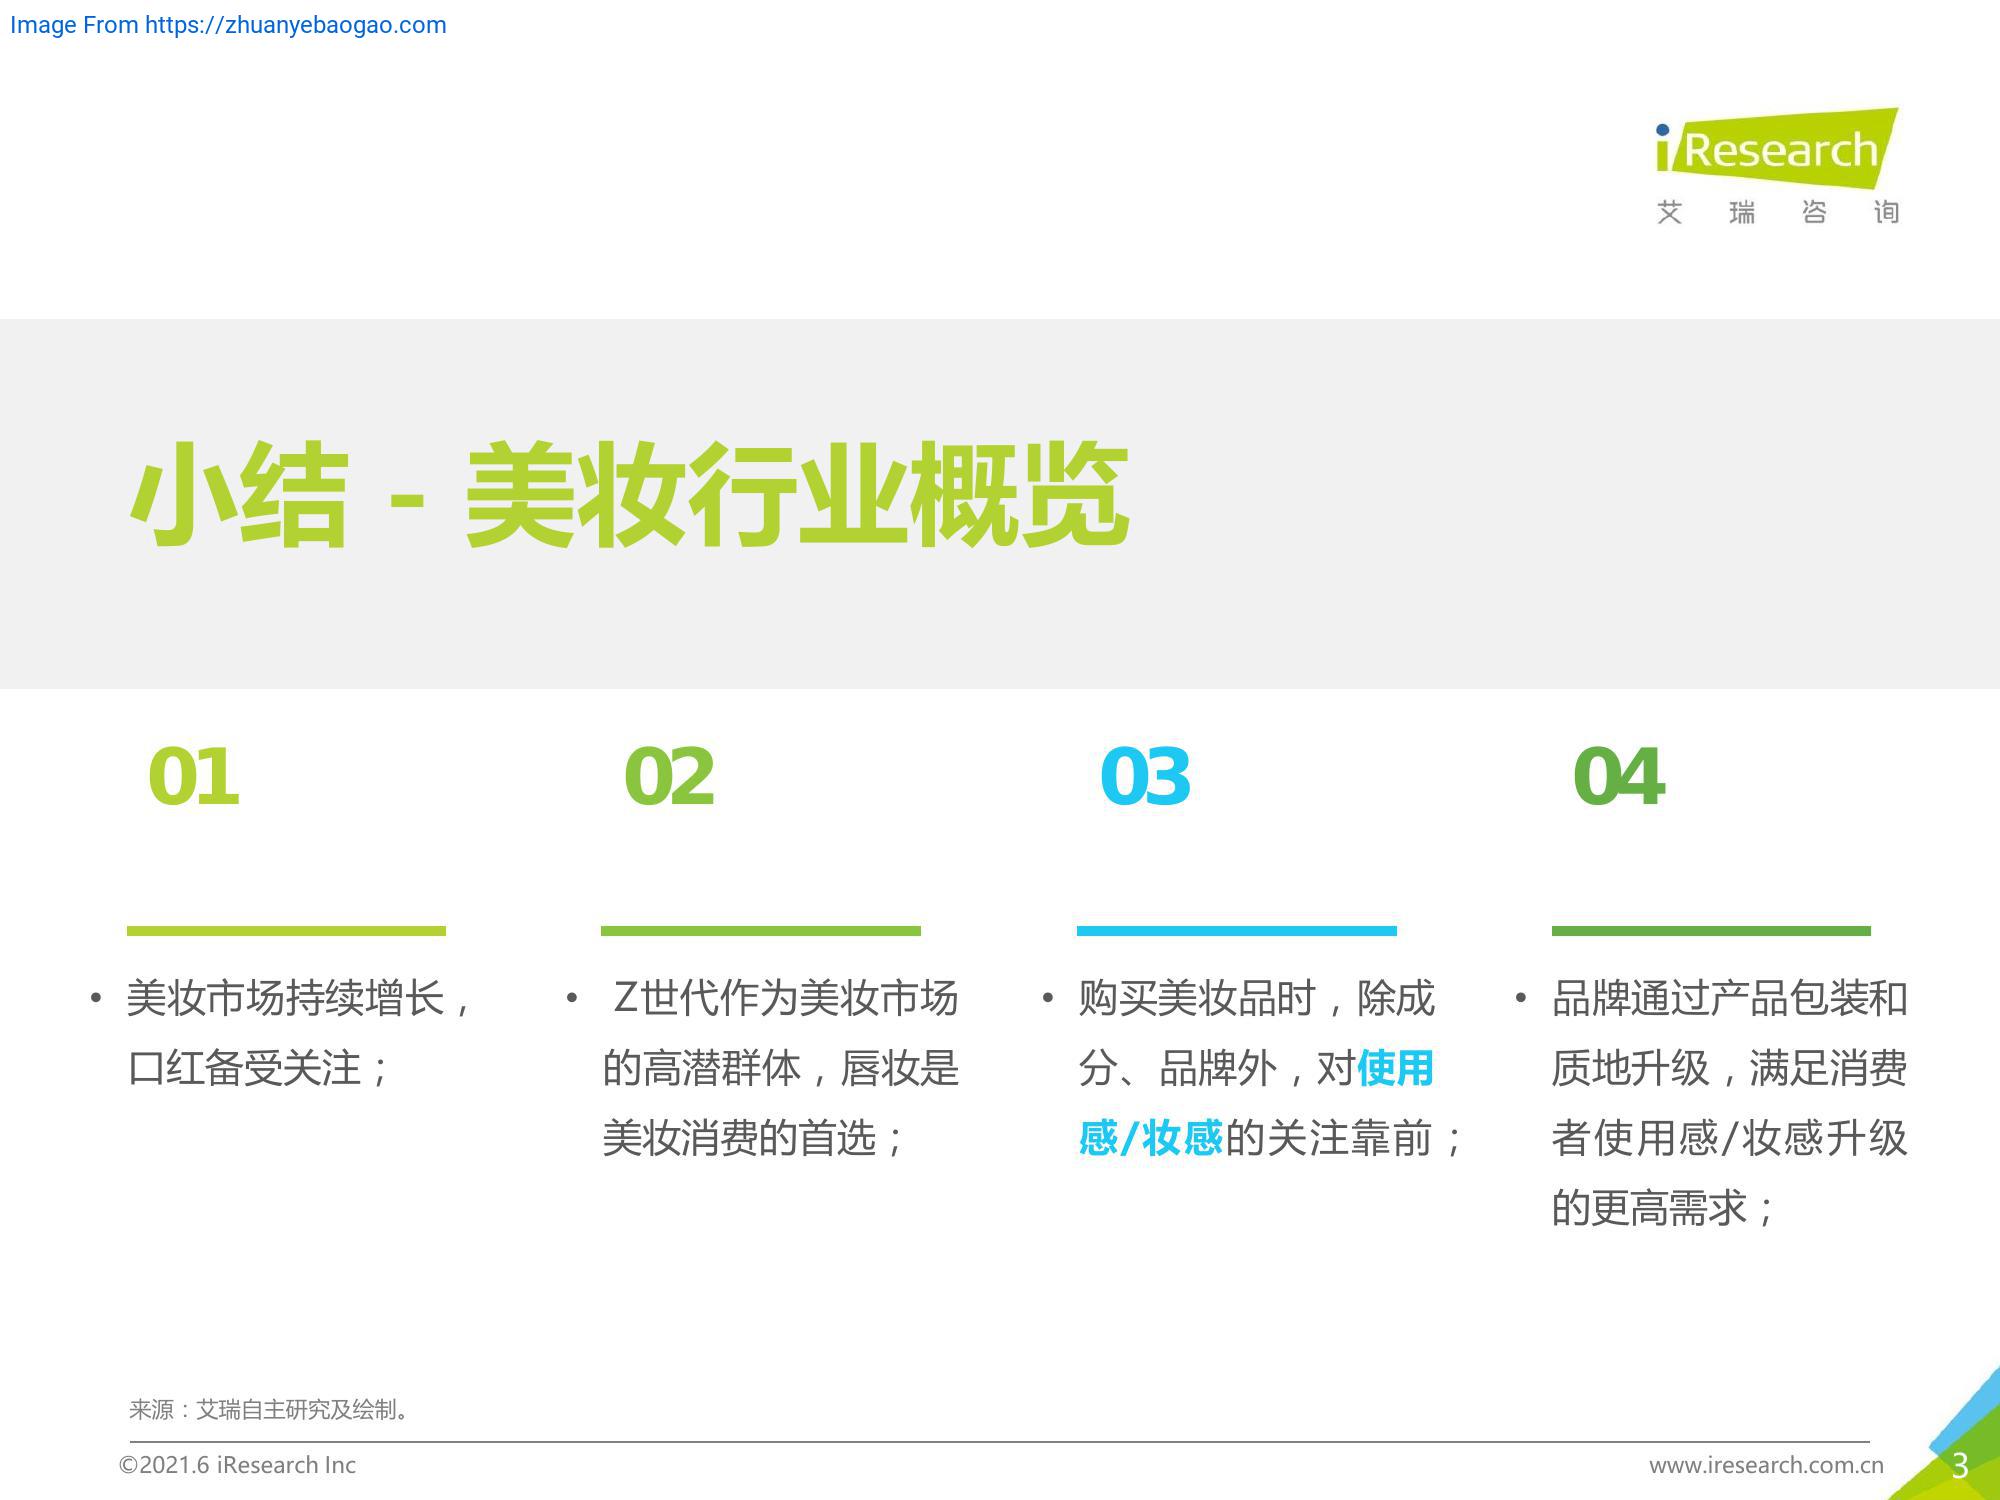 Image From https://zhuanyebaogao.com
iResearch
艾瑞咨询
小结 - 美妆行业概览
01
• 美妆市场持续增长，
口红备受关注；
02
• Z世代作为美妆市场
的高潜群体，唇妆是
美妆消费的首选；
03
• 购买美妆品时，除成
分、品牌外，对使用
感/妆感的关注靠前；
04
• 品牌通过产品包装和
质地升级，满足消费
者使用感/妆感升级
的更高需求；
来源：艾瑞自主研究及绘制。
©2021.6 iResearch Inc
www.iresearch.com.cn
3